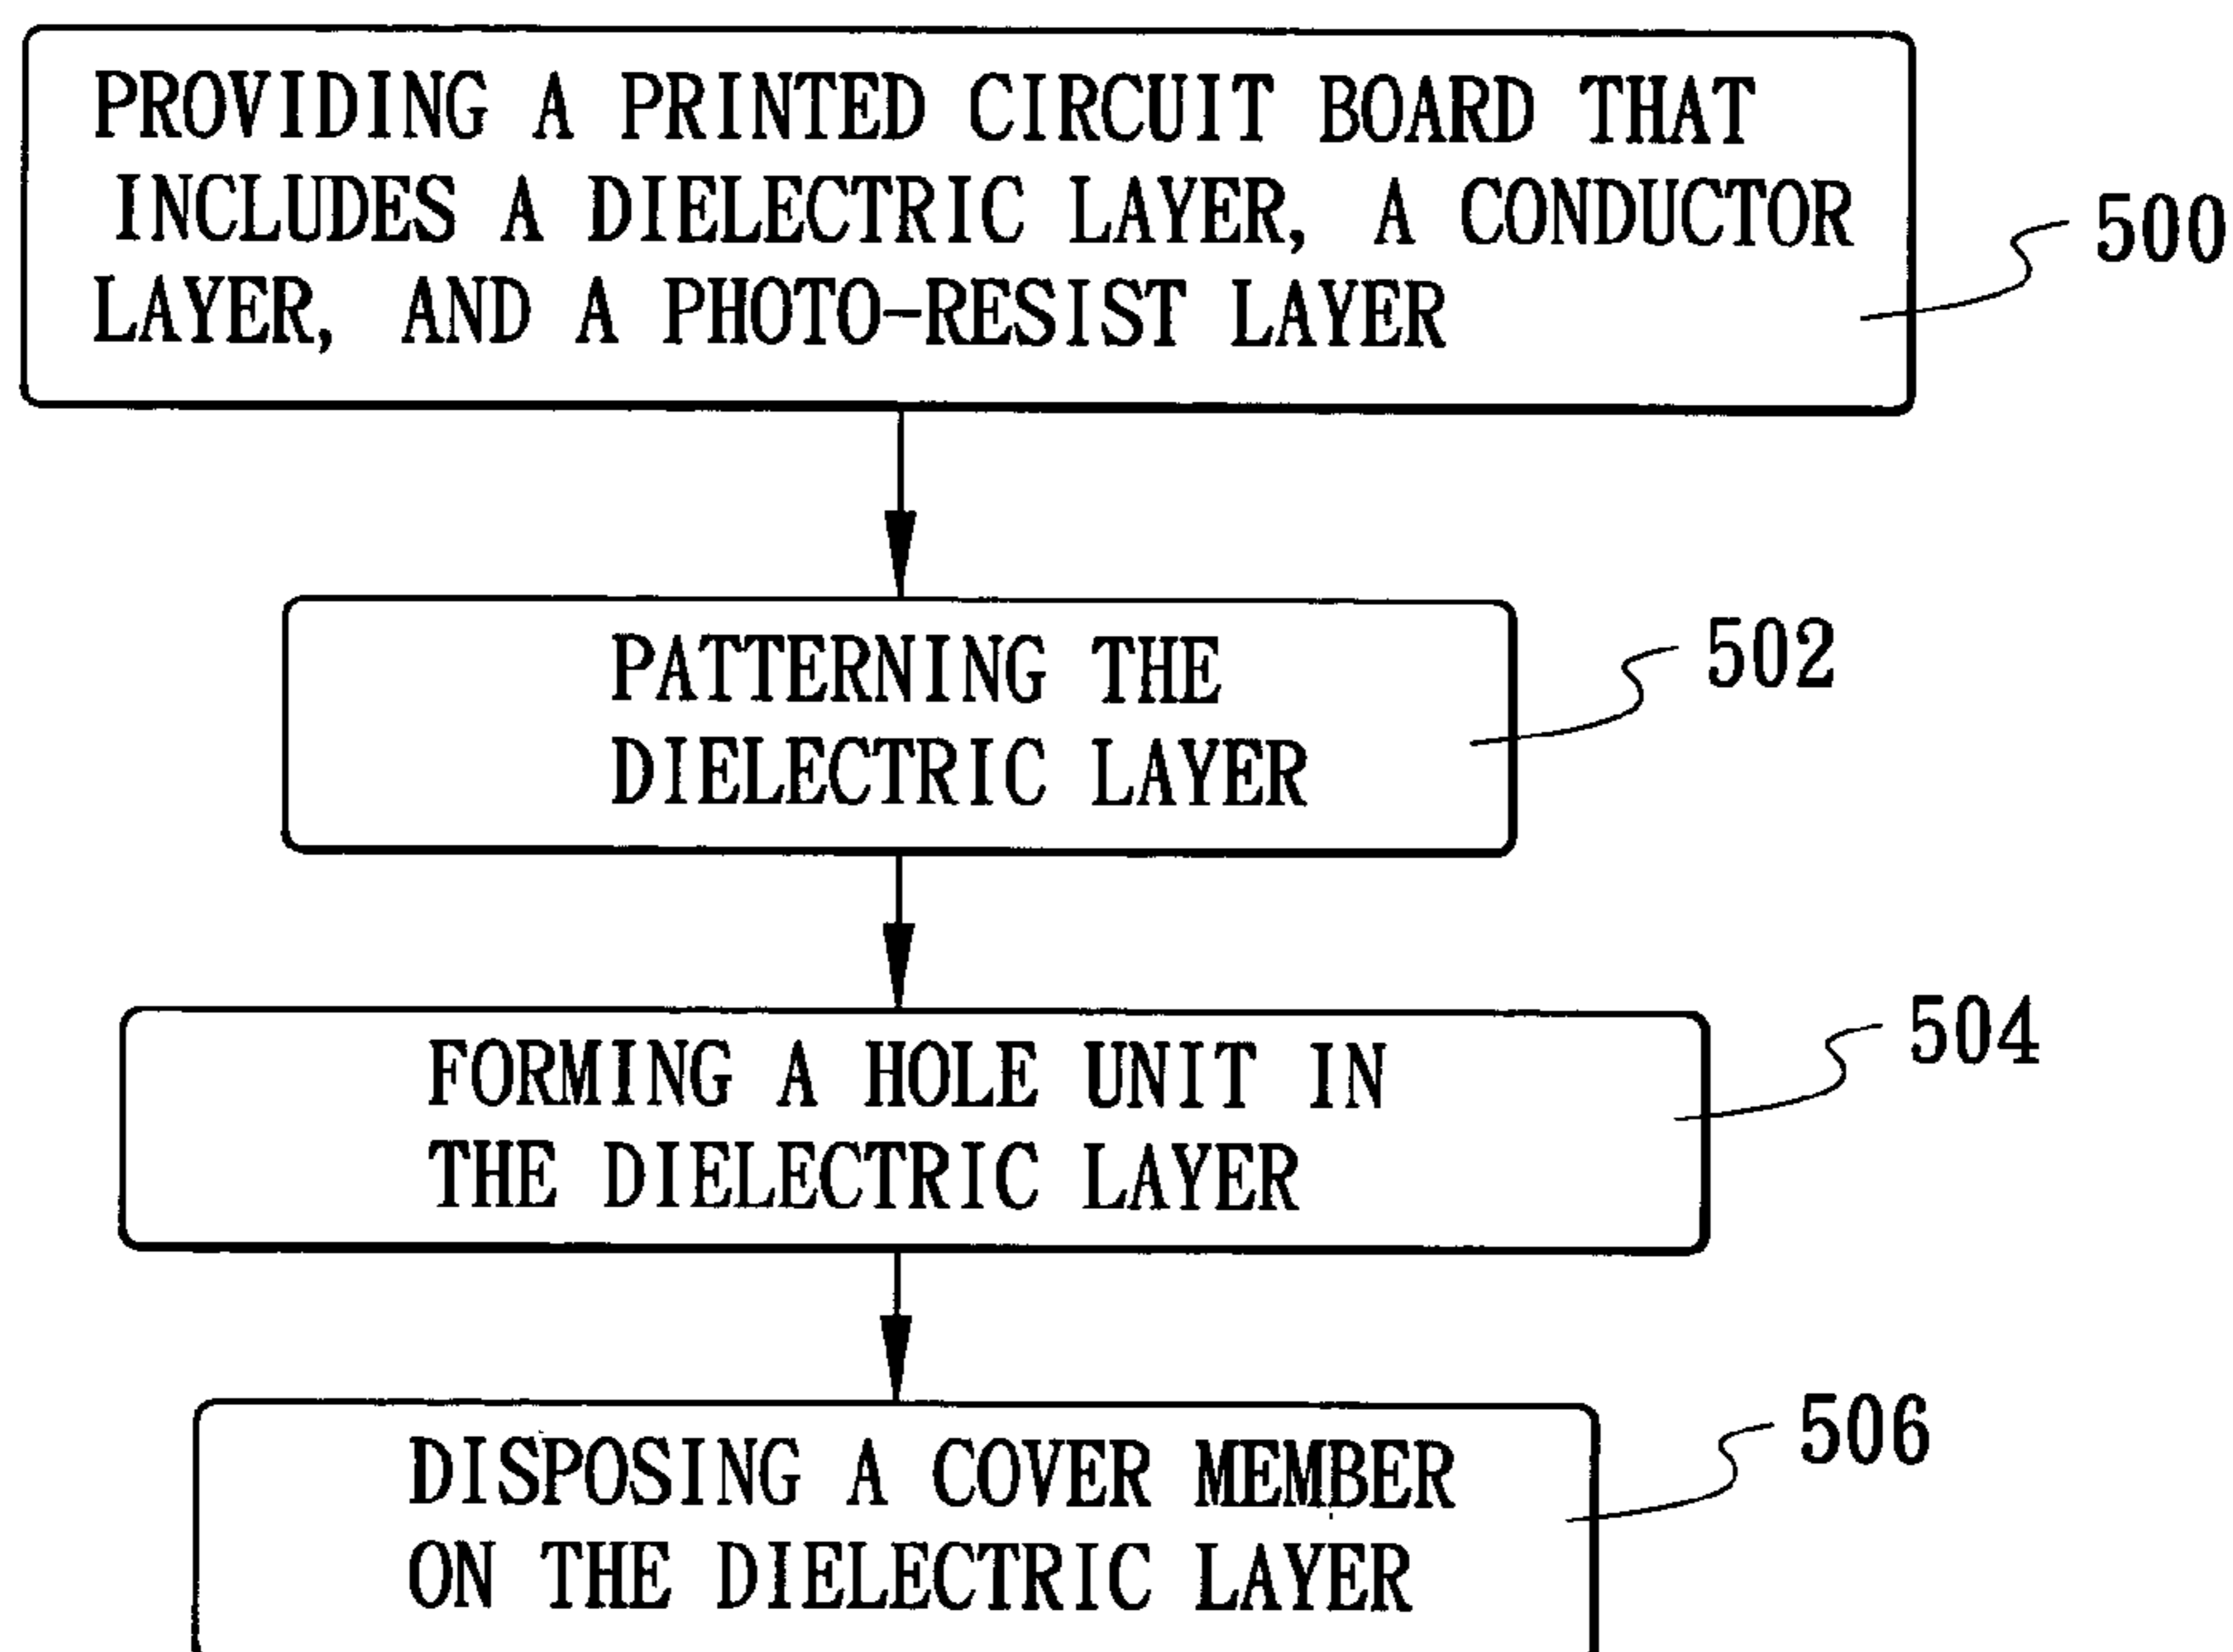 PROVIDING A PRINTED CIRCUIT BOARD THAT
INCLUDES A DIELECTRIC LAYER, A CONDUCTOR
LAYER, AND A PHOTO-RESIST LAYER
500
PATTERNING THE
DIELECTRIC LAYER
502
FORMING A HOLE UNIT IN
THE DIELECTRIC LAYER
504
DISPOSING A COVER MEMBER
ON THE DIELECTRIC LAYER
506